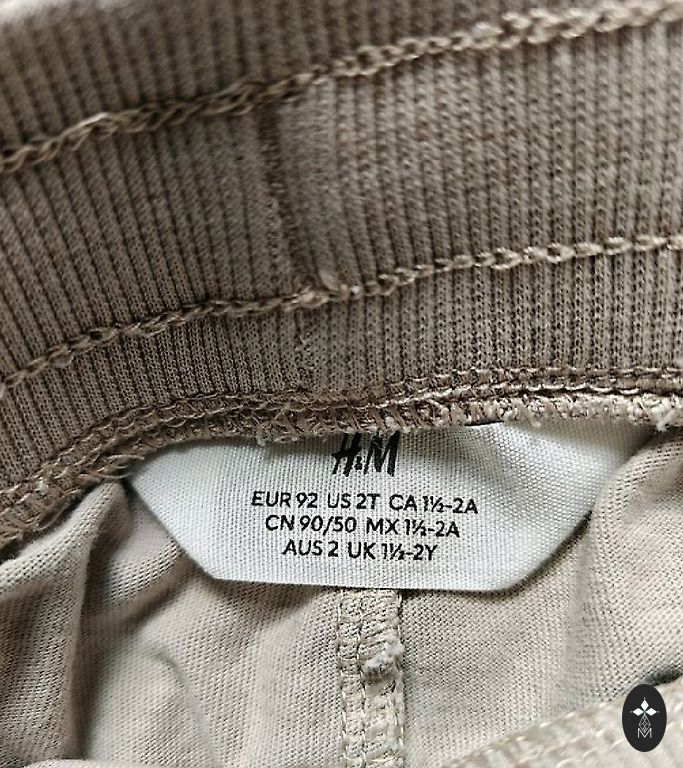 H&M
EUR 92 US 2T CA 1½-2A
CN 90/50 MX 1½-2A
AUS 2 UK 1½-2Y
M